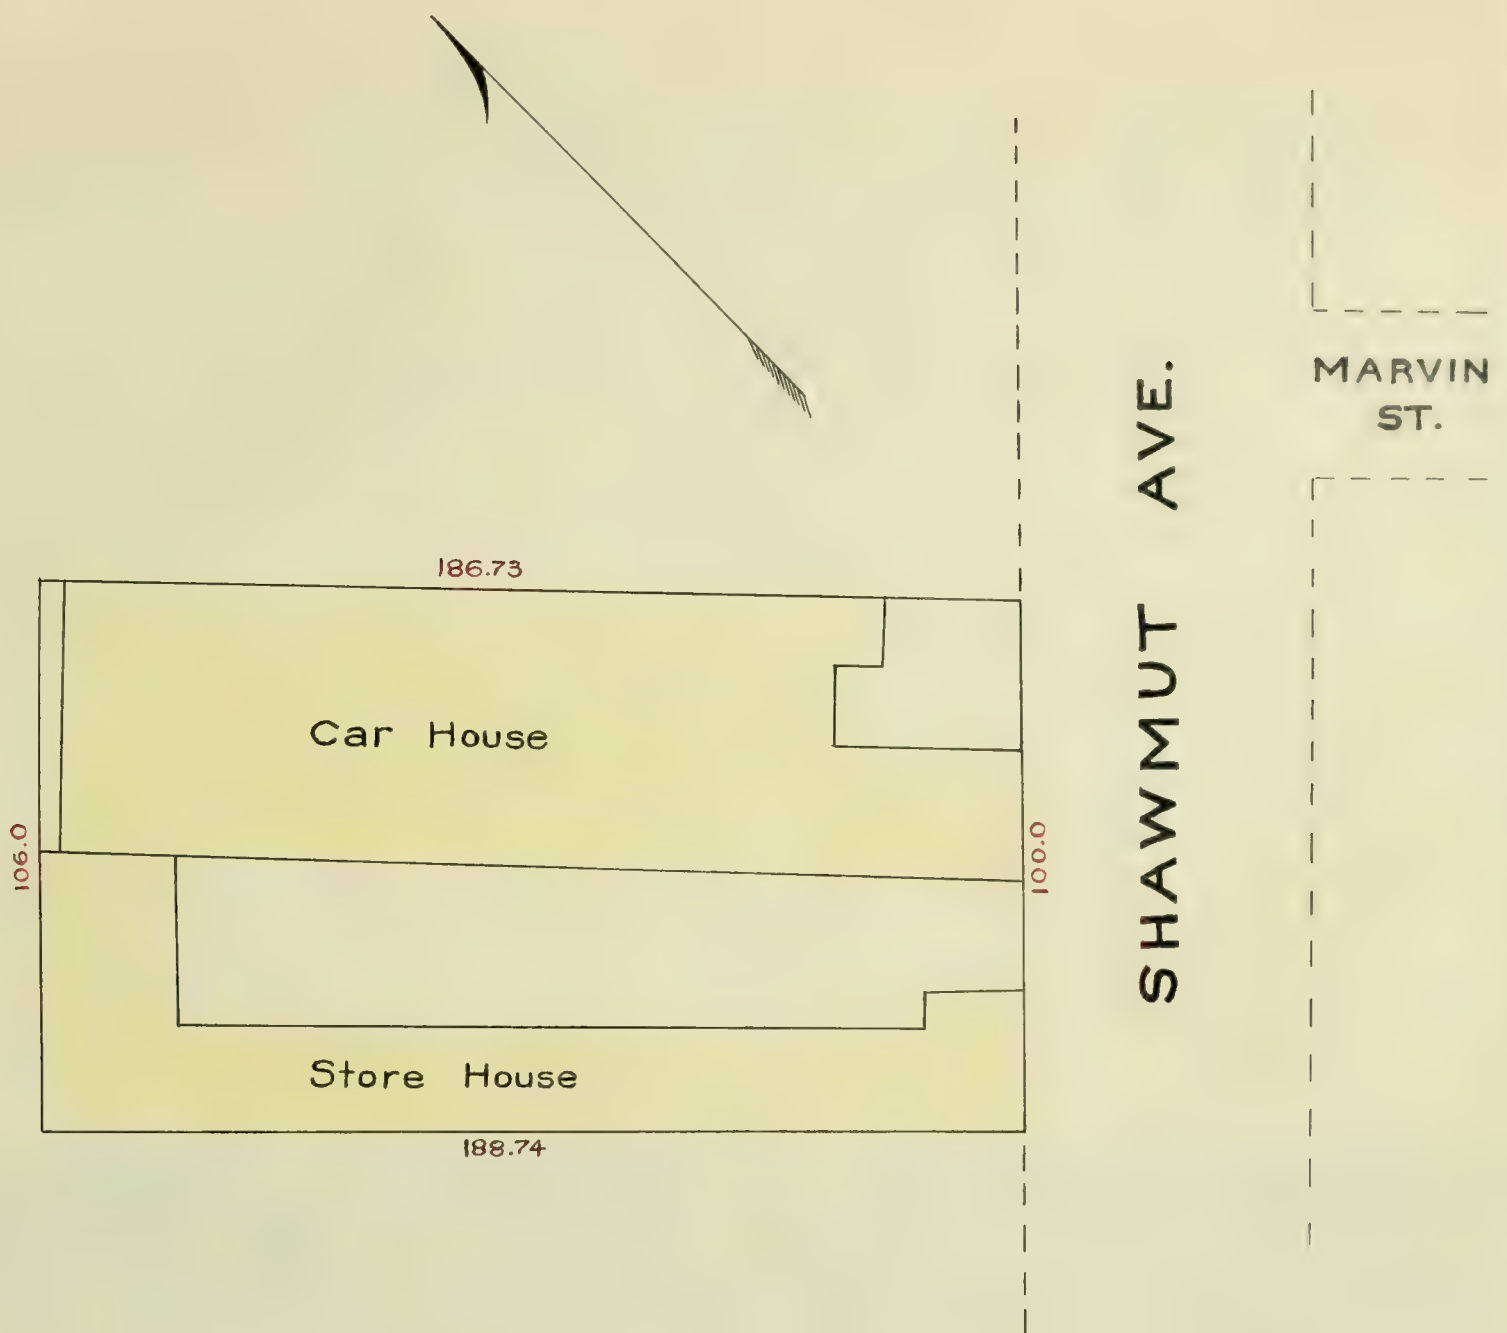 MARVIN
ST.
SHAWMUT AVE.
186.73
Car House
106.0
100.0
Store House
188.74